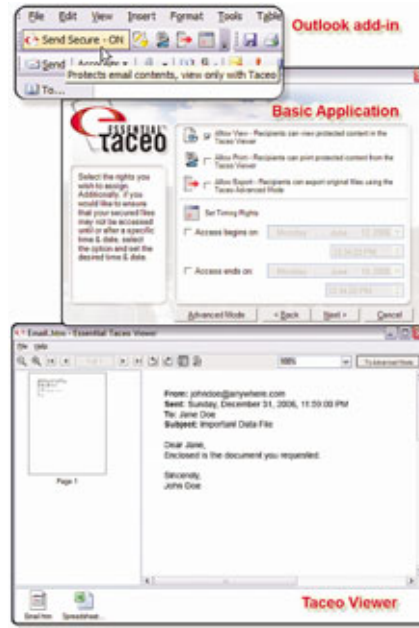 File Edit View Insert Format Tools Table
Outlook add-in
Send Secure - ON
Send Accounts
Protects email contents, view only with Taceo
To...
Basic Application
ESSENTIAL
taceo
Select the rights you
wish to assign.
Additionally, if you
would like to ensure
that your secured files
may not be accessed
until or after a specific
time & date, select
the option and set the
desired time & date.
Allow View - Recipients can view protected content in the
Taceo Viewer
Allow Print - Recipients can print protected content from the
Taceo Viewer
Allow Export - Recipients can export original files using the
Taceo Advanced Mode
Set Timing Rights
Access begins on:
Access ends on:
Advanced Mode < Back Next > Cancel
Email.htm - Essential Taceo Viewer
File Help
100%
From: johndoe@anywhere.com
Sent: Sunday, December 31, 2006, 11:59:00 PM
To: Jane Doe
Subject: Important Data File
Dear Jane,
Enclosed is the document you requested.
Sincerely,
John Doe
Page 1
Email.htm Spreadsheet...
Taceo Viewer